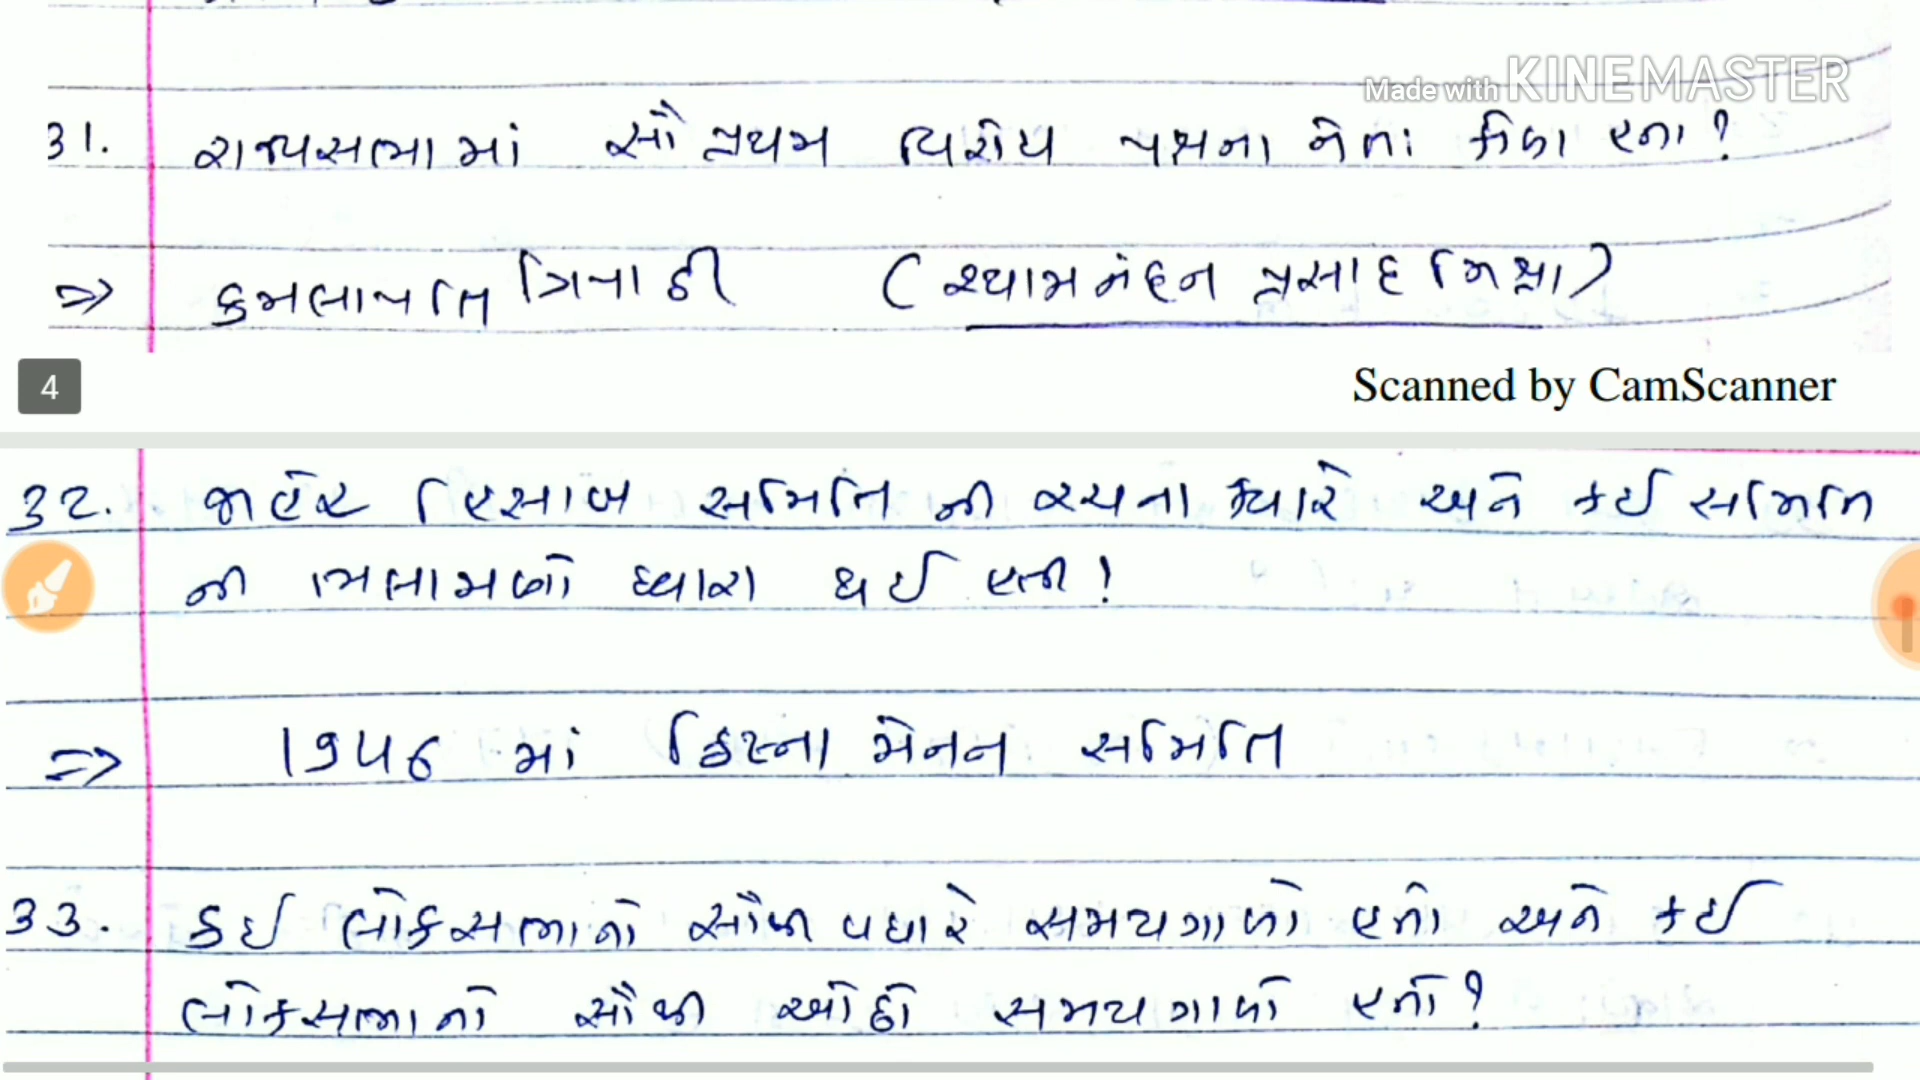 Made with KINEMASTER
31. રાજ્યસભામાં સૌ પ્રથમ વિરોધ પક્ષના નેતા કોણ હતા?
⇒ કમલાપતિ ત્રિપાઠી (શ્યામનંદન પ્રસાદ મિશ્રા)
4
Scanned by CamScanner
32. જાહેર હિસાબ સમિતિ ની રચના ક્યારે અને કઈ સમિતિ
ની ભલામણો ધ્વારા થઈ હતી?
⇒ 1956 માં ક્રિષ્ના મેનન સમિતિ
33. કઈ લોકસભાનો સૌથી વધારે સમયગાળો હતો અને કઈ
લોકસભાનો સૌથી ઓછો સમયગાળો હતો?